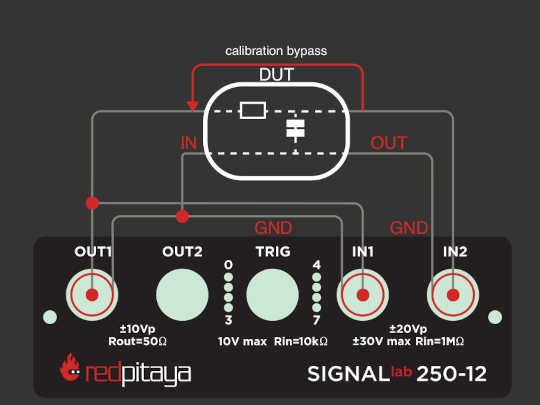 calibration bypass
DUT
IN
OUT
GND
GND
OUT1
OUT2
TRIG
IN1
IN2
0
4
3
7
±10Vp
±20Vp
Rout=50Ω
10V max Rin=10kΩ
±30V max Rin=1MΩ
redpitaya
SIGNALlab 250-12